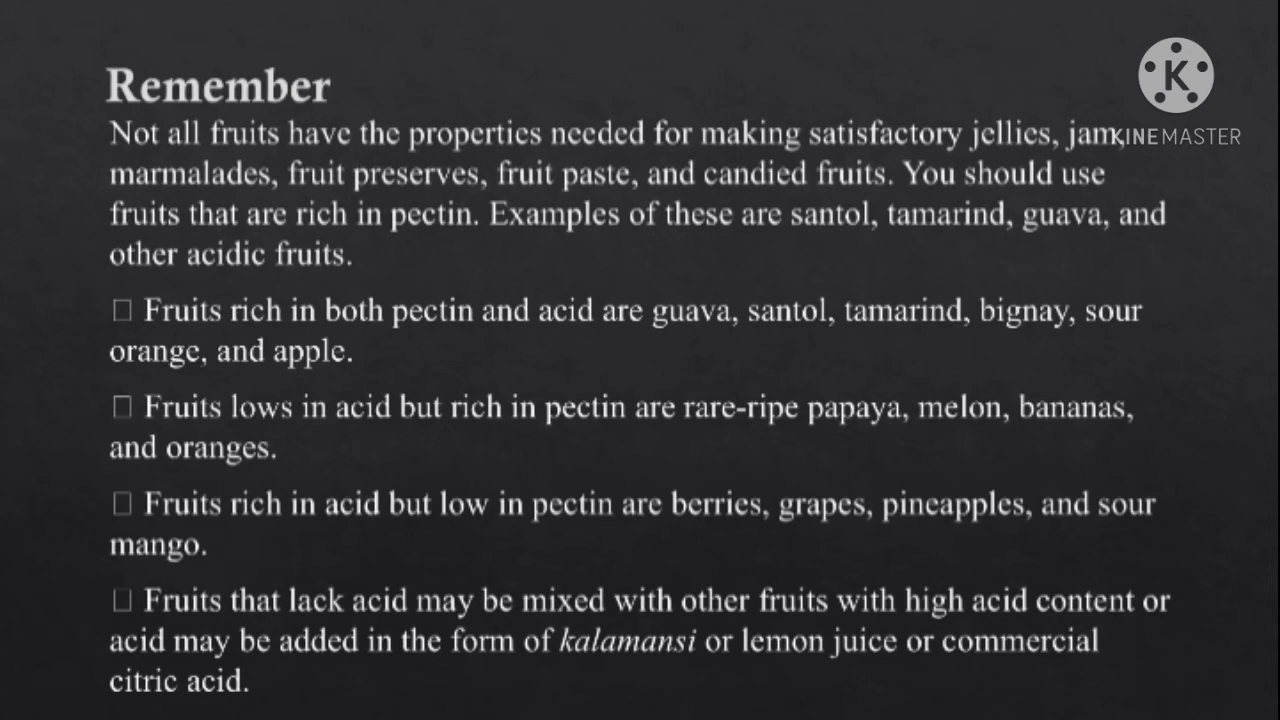 Remember
Not all fruits have the properties needed for making satisfactory jellies, jam,
marmalades, fruit preserves, fruit paste, and candied fruits. You should use
fruits that are rich in pectin. Examples of these are santol, tamarind, guava, and
other acidic fruits.
□ Fruits rich in both pectin and acid are guava, santol, tamarind, bignay, sour
orange, and apple.
□ Fruits lows in acid but rich in pectin are rare-ripe papaya, melon, bananas,
and oranges.
□ Fruits rich in acid but low in pectin are berries, grapes, pineapples, and sour
mango.
□ Fruits that lack acid may be mixed with other fruits with high acid content or
acid may be added in the form of kalamansi or lemon juice or commercial
citric acid.
K
KINEMASTER